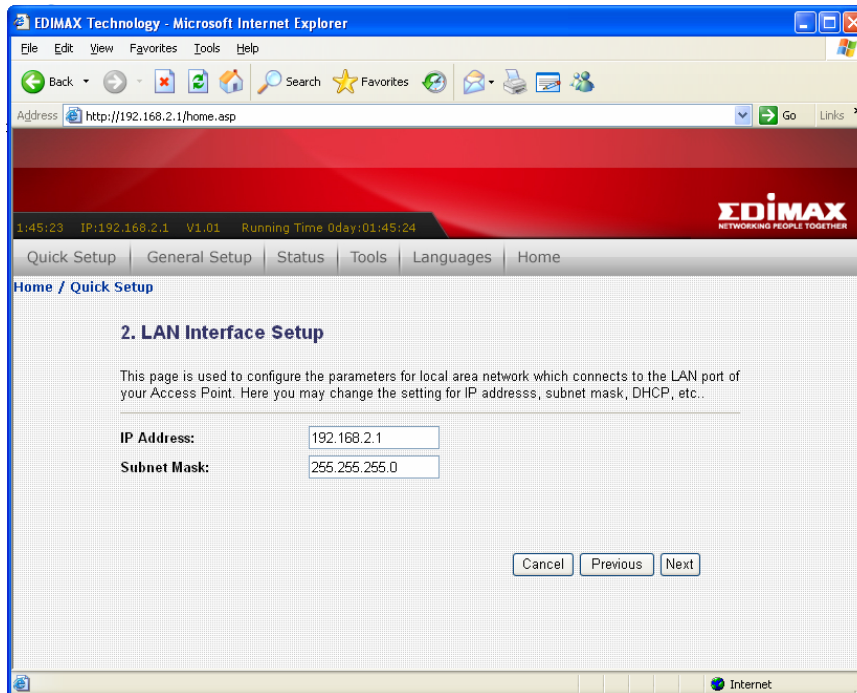 EDIMAX Technology - Microsoft Internet Explorer
File Edit View Favorites Tools Help
Back Search Favorites
Address http://192.168.2.1/home.asp Go Links »
EDIMAX
NETWORKING PEOPLE TOGETHER
1:45:23 IP:192.168.2.1 V1.01 Running Time 0day:01:45:24
Quick Setup General Setup Status Tools Languages Home
Home / Quick Setup
2. LAN Interface Setup
This page is used to configure the parameters for local area network which connects to the LAN port of
your Access Point. Here you may change the setting for IP addresss, subnet mask, DHCP, etc..
IP Address: 192.168.2.1
Subnet Mask: 255.255.255.0
Cancel Previous Next
Internet